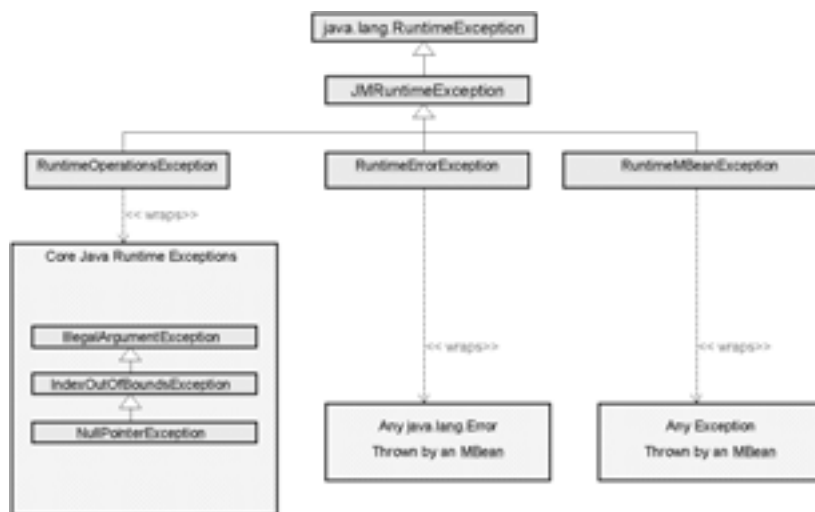 java.lang.RuntimeException
JMRuntimeException
RuntimeOperationsException
RuntimeErrorException
RuntimeMBeanException
<< wraps>>
Core Java Runtime Exceptions
IllegalArgumentException
IndexOutOfBoundsException
NullPointerException
<< wraps>>
<< wraps>>
Any java.lang.Error
Thrown by an MBean
Any Exception
Thrown by an MBean